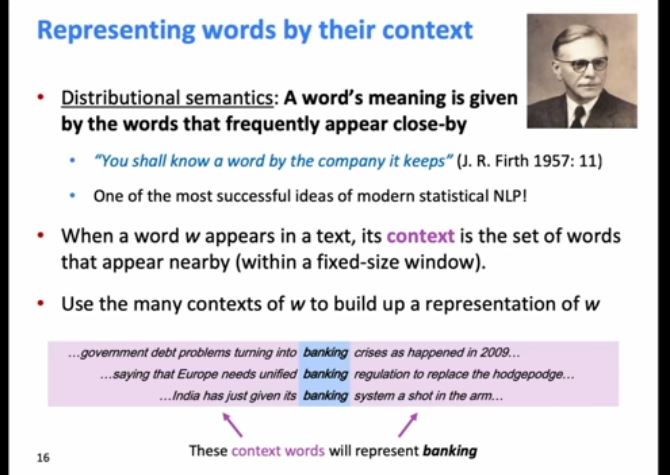 Representing words by their context
• Distributional semantics: A word's meaning is given
by the words that frequently appear close-by
• "You shall know a word by the company it keeps" (J. R. Firth 1957: 11)
• One of the most successful ideas of modern statistical NLP!
• When a word w appears in a text, its context is the set of words
that appear nearby (within a fixed-size window).
• Use the many contexts of w to build up a representation of w
…government debt problems turning into banking crises as happened in 2009…
…saying that Europe needs unified banking regulation to replace the hodgepodge…
…India has just given its banking system a shot in the arm…
These context words will represent banking
16